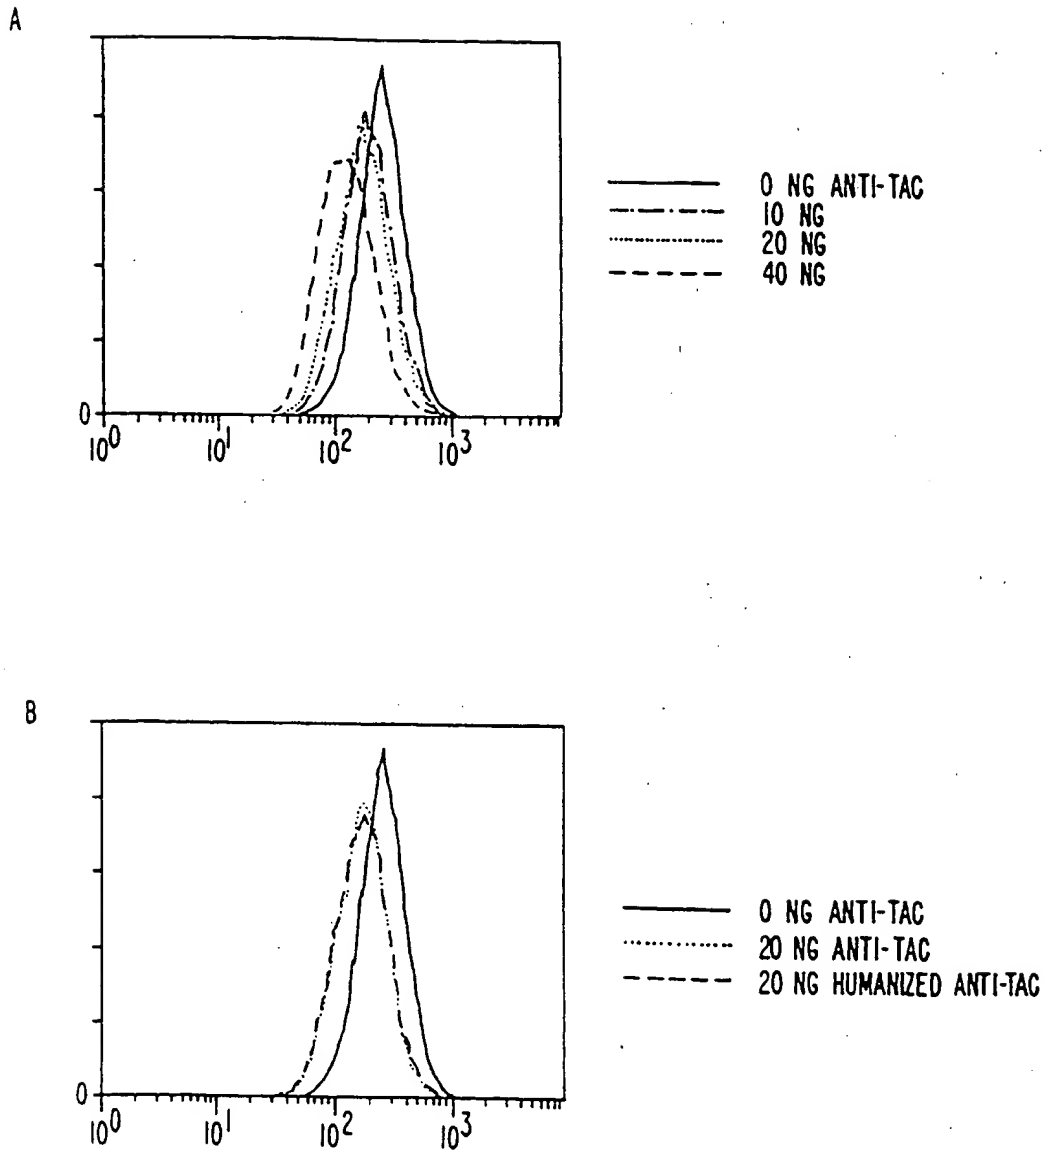 A
0 NG ANTI-TAC
10 NG
20 NG
40 NG
0
10^0 10^1 10^2 10^3
B
0 NG ANTI-TAC
20 NG ANTI-TAC
20 NG HUMANIZED ANTI-TAC
0
10^0 10^1 10^2 10^3